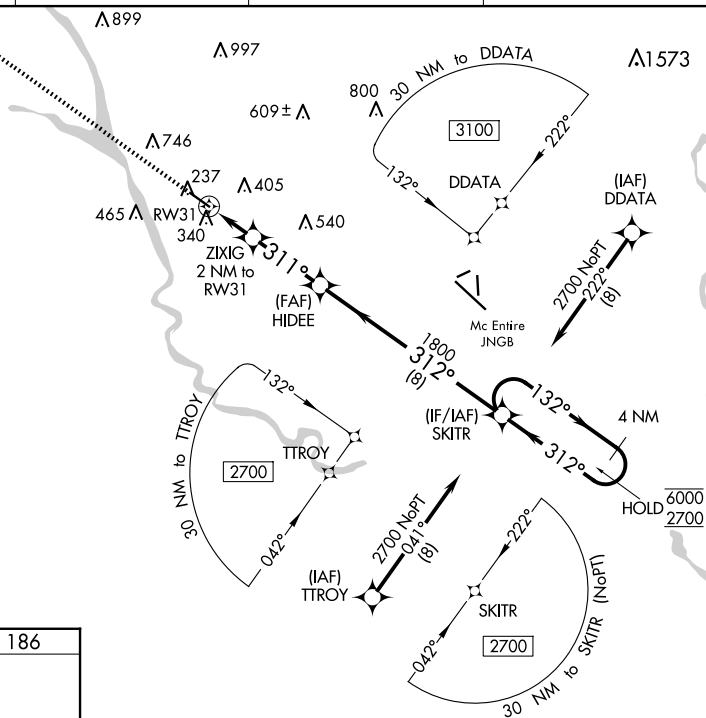 899
997
1573
30 NM to DDATA
800
609±
3100
222°
746
132°
DDATA
(IAF)
DDATA
237
405
465
RW31
340
540
ZIXIG
2 NM to
RW31
311°
2700 NoPT
222°
(8)
(FAF)
HIDEE
Mc Entire
JNGB
1800
312°
(8)
132°
30 NM to TTROY
132°
(IF/IAF)
SKITR
4 NM
312°
TTROY
2700
HOLD
6000
2700
042°
2700 NoPT
041°
(8)
222°
(IAF)
TTROY
SKITR
042°
2700
30 NM to SKITR (NoPT)
186